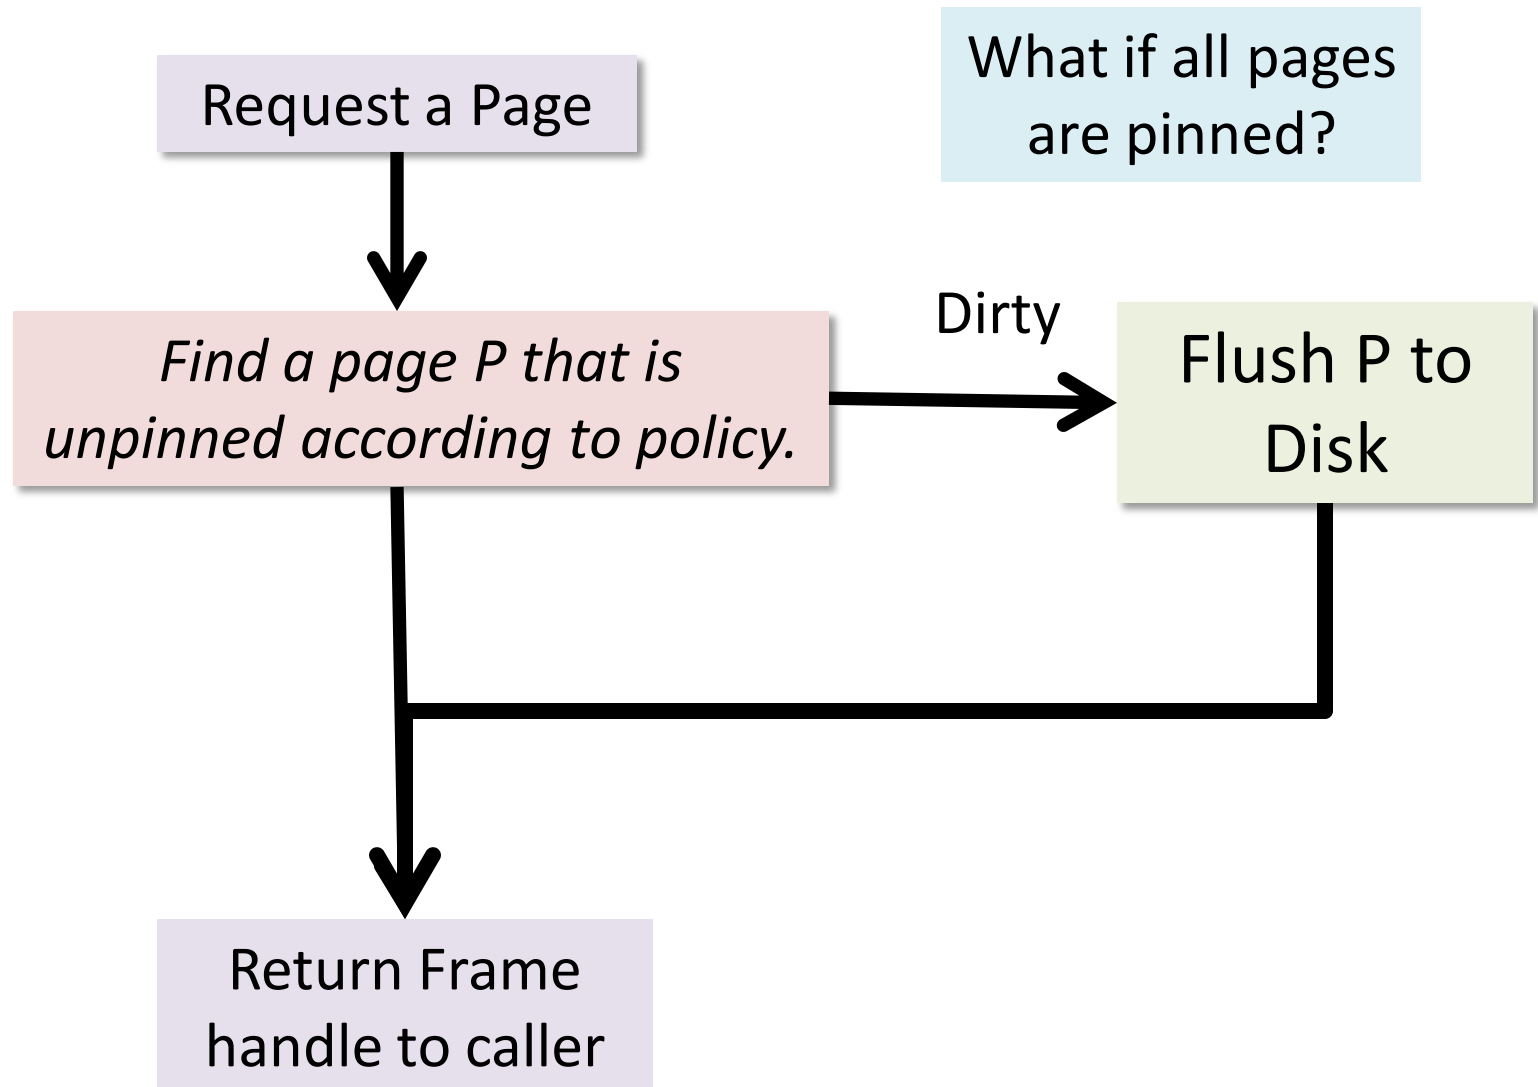 Request a Page
What if all pages
are pinned?
Find a page P that is
unpinned according to policy.
Dirty
Flush P to
Disk
Return Frame
handle to caller